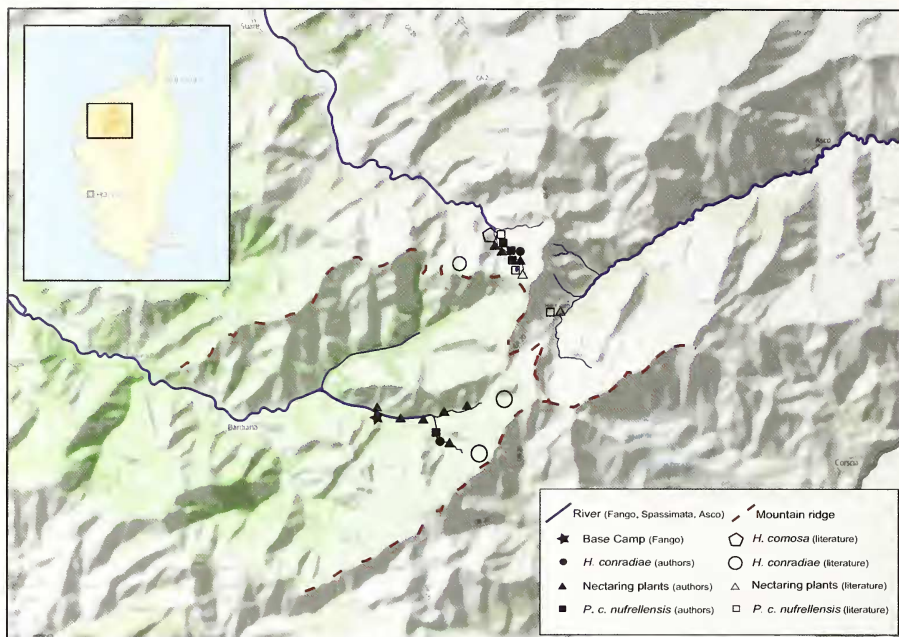 Asco
Barghiana
River (Fango, Spassimata, Asco)
Mountain ridge
Base Camp (Fango)
H. comosa (literature)
H. conradiae (authors)
H. conradiae (literature)
Nectaring plants (authors)
Nectaring plants (literature)
P. c. nufrellensis (authors)
P. c. nufrellensis (literature)